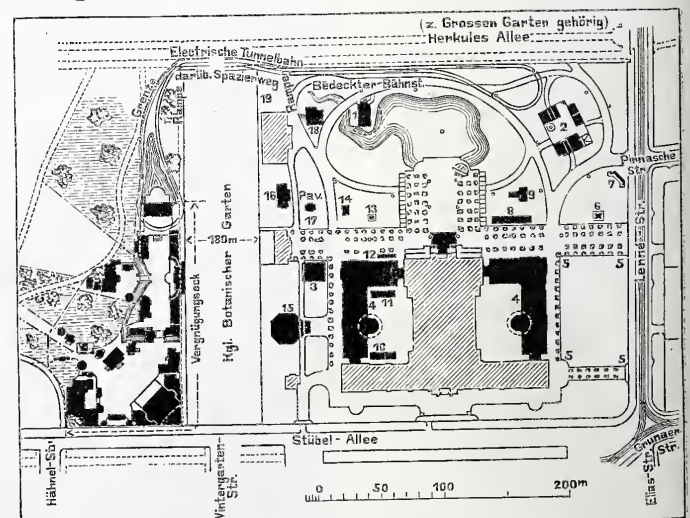 (z. Grossen Garten gehörig)
Herkules Allee
Electrische Tunnelbahn
darüb. Spazierweg
Grenze
Rampe
Rampe
Bedeckter Bahnst.
19
18
1
2
Pinnasche
Str.
7
16
Pav.
17
14
13
9
8
6
Lenné-Str.
180m
Vergnügungseck
Kgl. Botanischer Garten
12
3
4
11
4
5
5
15
10
5
5
Stübel-Allee
Hähnel-Str.
Wintergarten-
Str.
Grunaer
Str.
Elias-Str.
0 50 100 200m